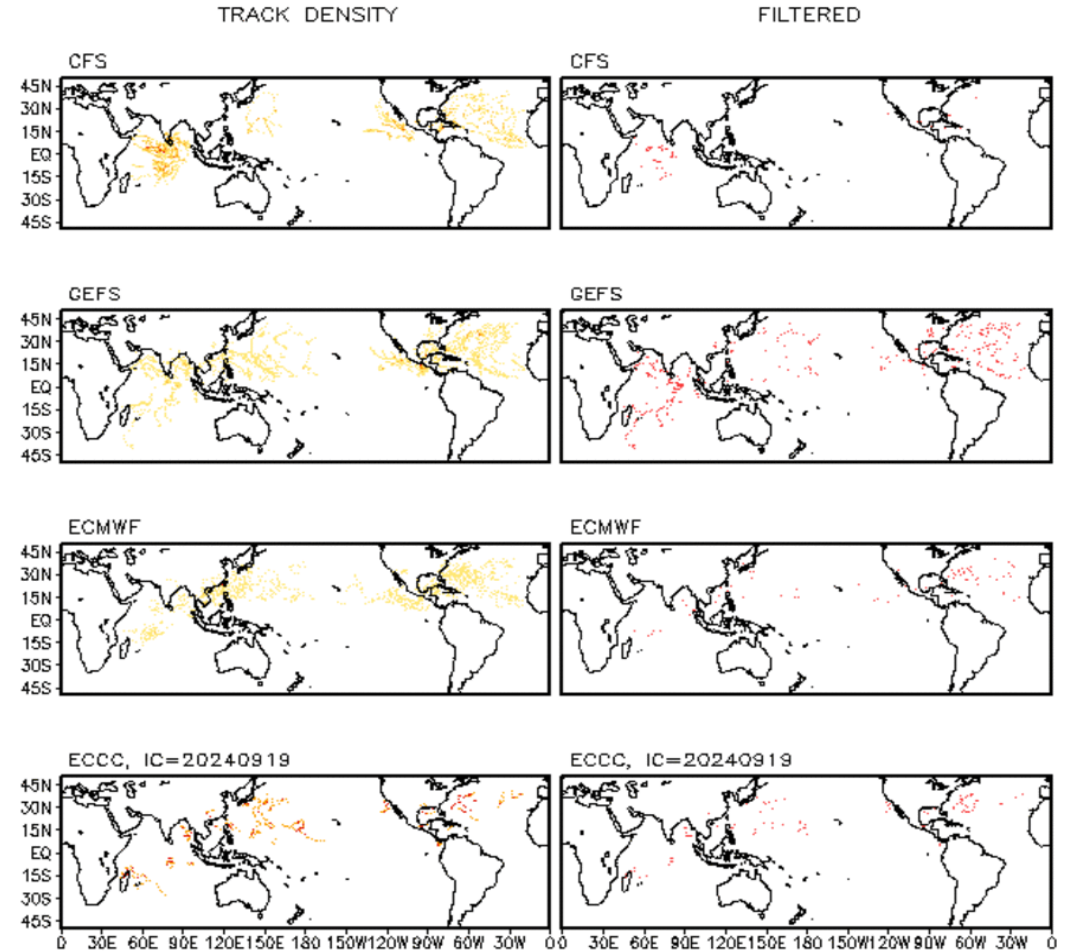 TRACK DENSITY FILTERED
CFS CFS
45N
30N
15N
EQ
15S
30S
45S
GEFS GEFS
45N
30N
15N
EQ
15S
30S
45S
ECMWF ECMWF
45N
30N
15N
EQ
15S
30S
45S
ECCC, IC=20240919 ECCC, IC=20240919
45N
30N
15N
EQ
15S
30S
45S
0 30E 60E 90E 120E 150E 180 150W 120W 90W 60W 30W 0 0 30E 60E 90E 120E 150E 180 150W 120W 90W 60W 30W 0